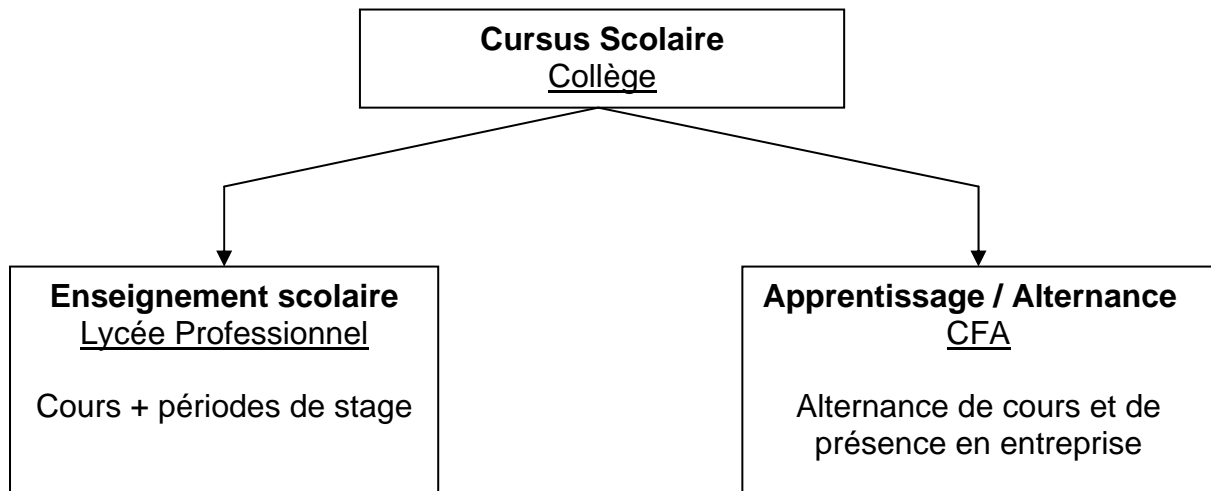 Cursus Scolaire
Collège
Enseignement scolaire
Lycée Professionnel
Cours + périodes de stage
Apprentissage / Alternance
CFA
Alternance de cours et de
présence en entreprise